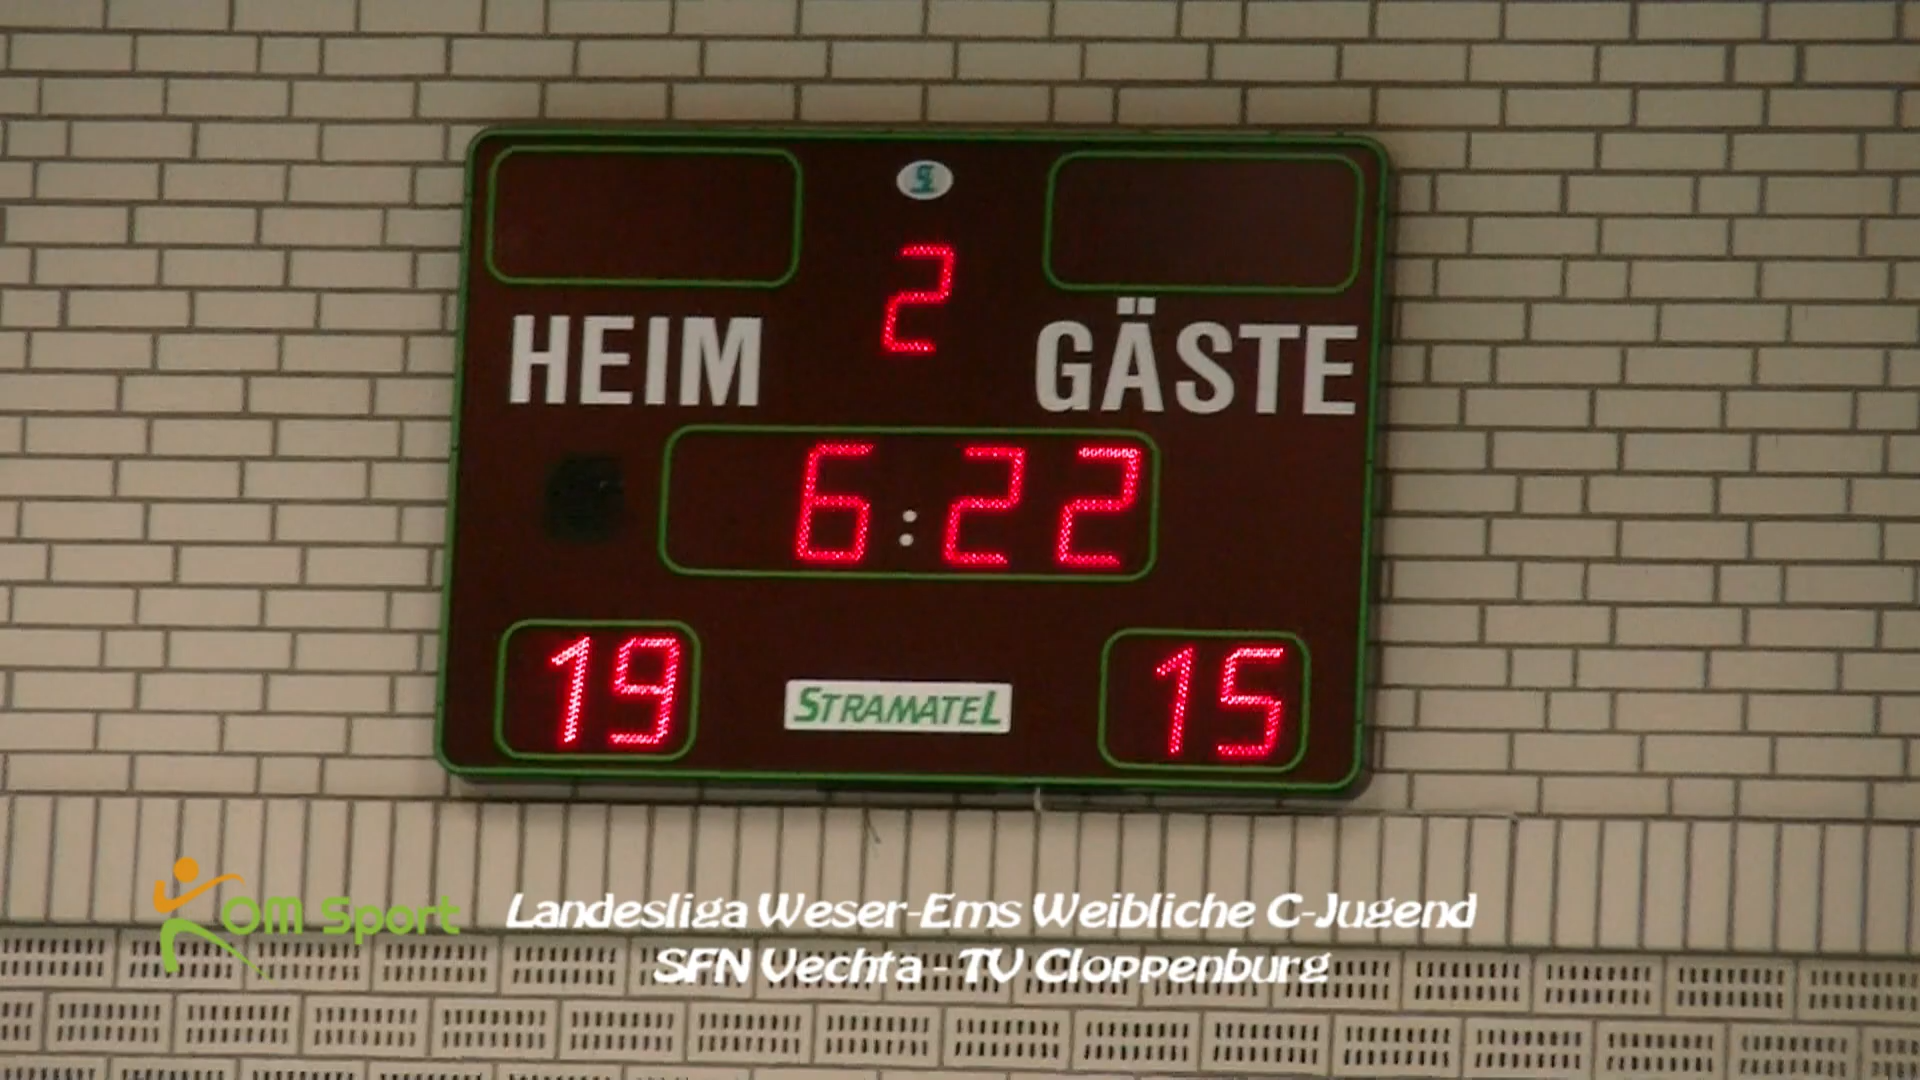 2
HEIM
GÄSTE
6:22
19
STRAMATEL
15
OM Sport
Landesliga Weser-Ems Weibliche C-Jugend
SFN Vechta - TV Cloppenburg